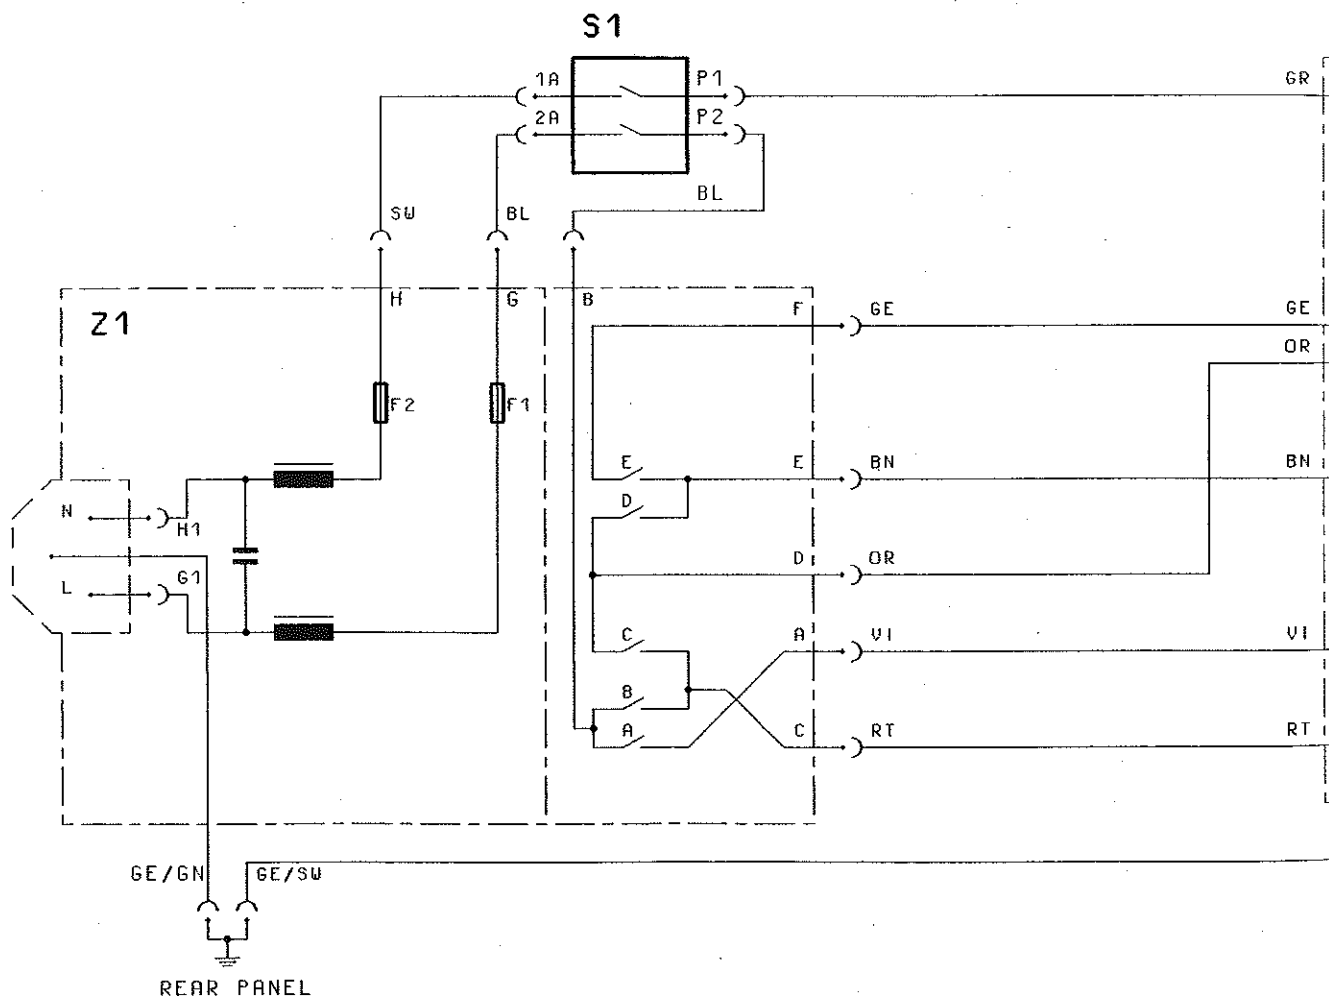 S1
1A P1 GR
2A P2
BL
SW BL
H G B
Z1 F GE GE
OR
F2 F1
E E BN BN
D
N H1
D OR
L G1
C A VI VI
B
A C RT RT
GE/GN GE/SW
REAR PANEL